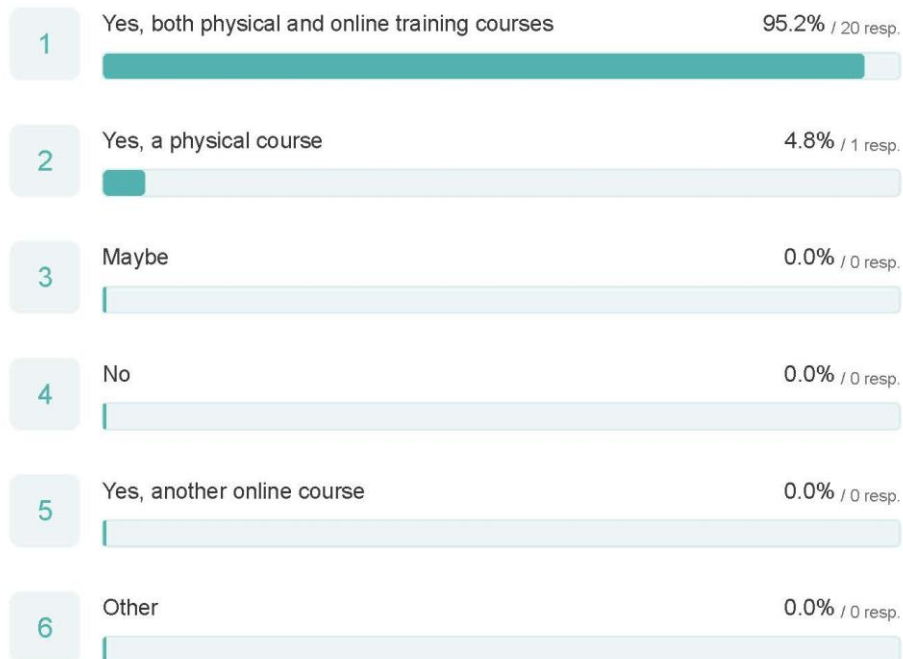 1 Yes, both physical and online training courses 95.2% / 20 resp.
2 Yes, a physical course 4.8% / 1 resp.
3 Maybe 0.0% / 0 resp.
4 No 0.0% / 0 resp.
5 Yes, another online course 0.0% / 0 resp.
6 Other 0.0% / 0 resp.